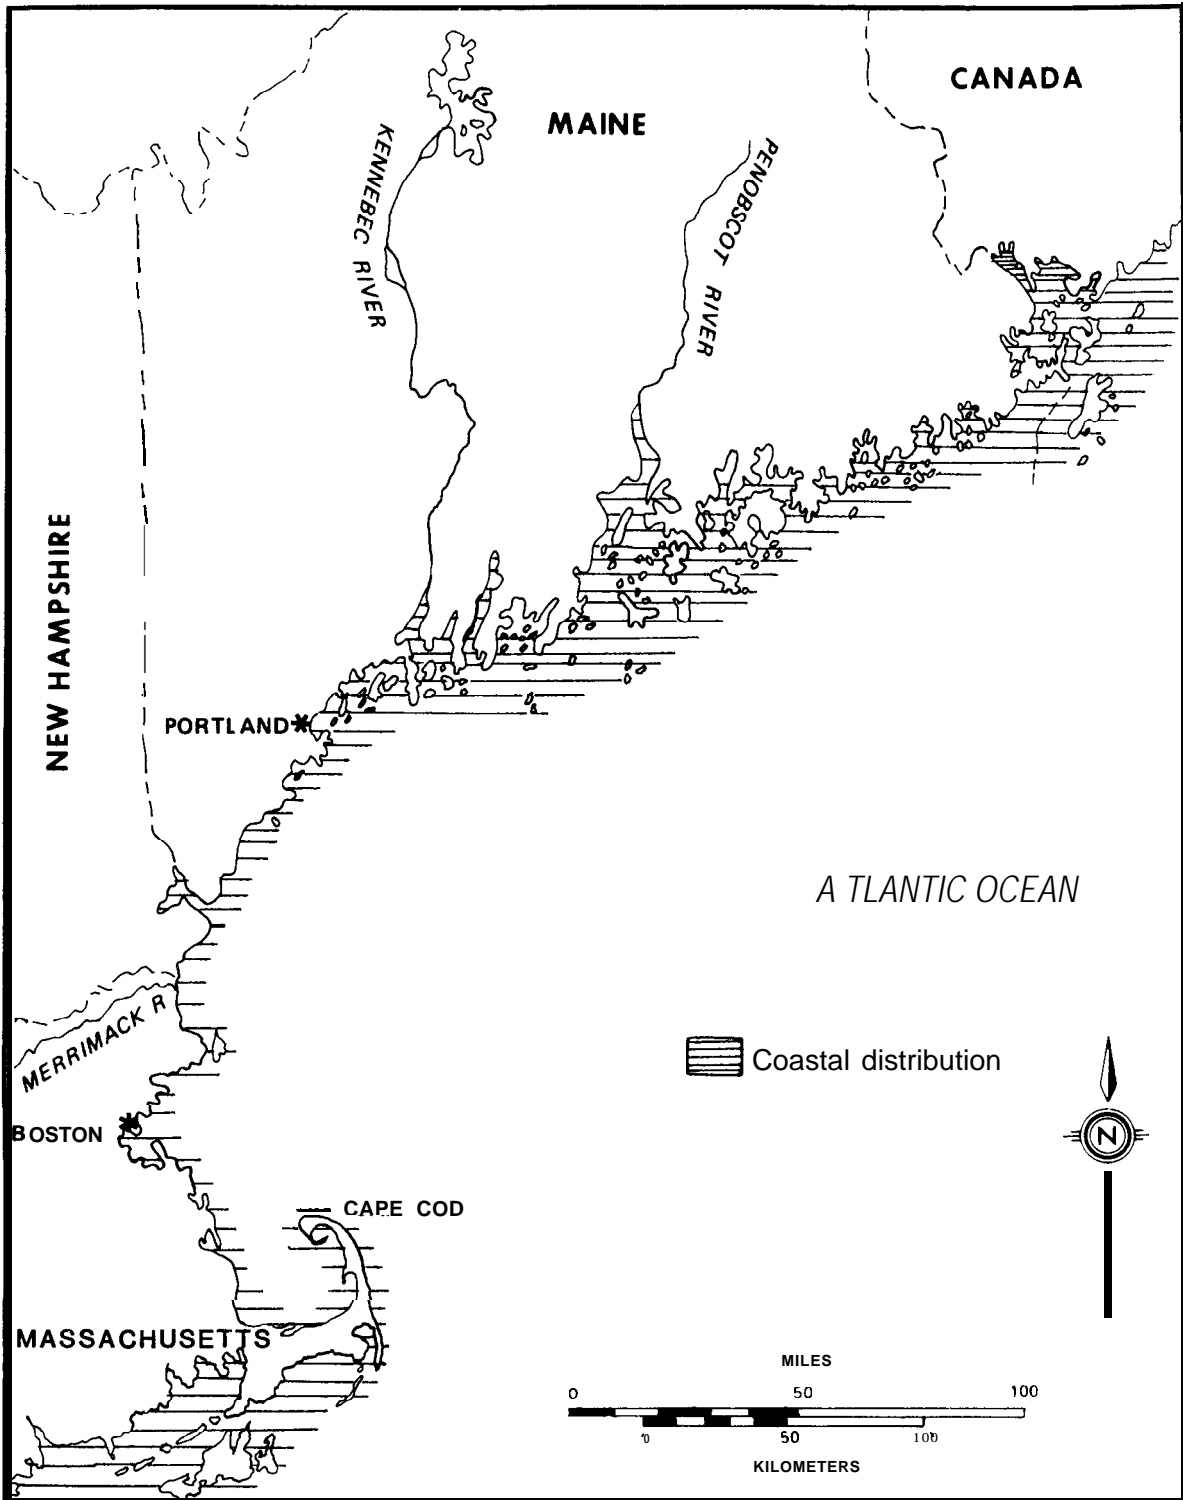 CANADA
MAINE
KENNEBEC RIVER
PENOBSCOT RIVER
NEW HAMPSHIRE
PORTLAND
A TLANTIC OCEAN
MERRIMACK R
Coastal distribution
BOSTON
N
CAPE COD
MASSACHUSETTS
MILES
0 50 100
0 50 100
KILOMETERS